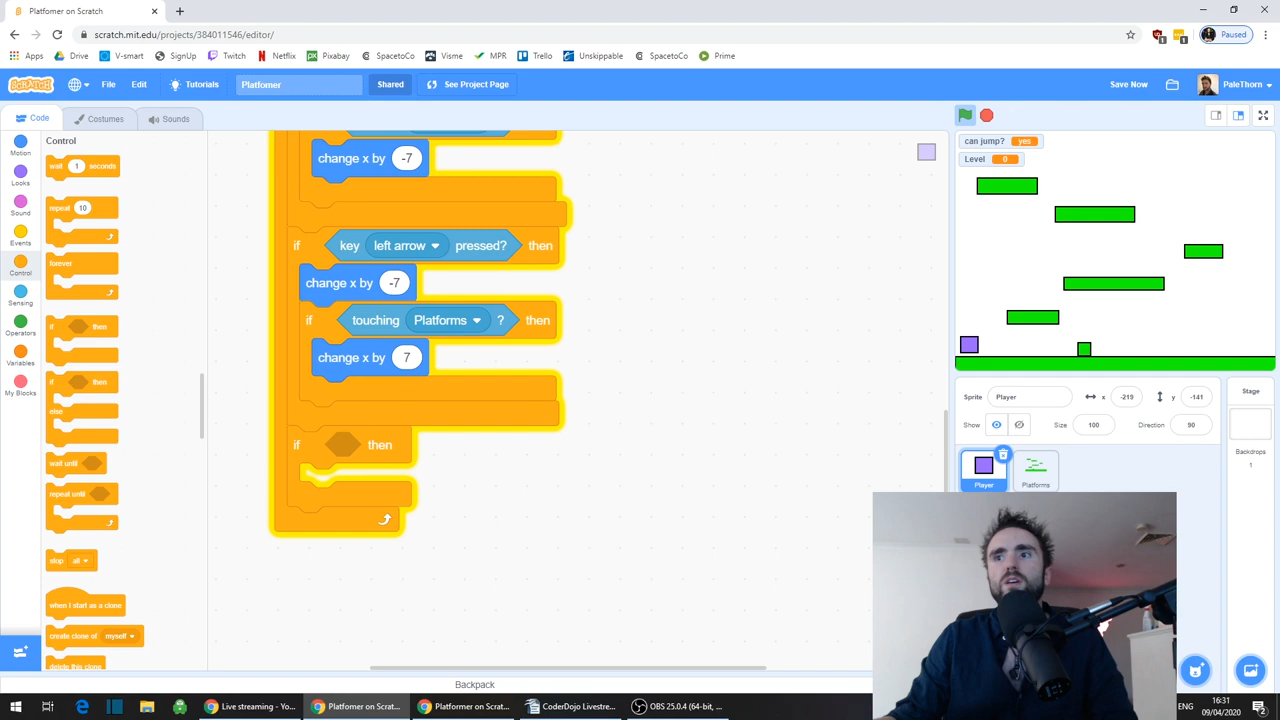 Platfomer on Scratch
scratch.mit.edu/projects/384011546/editor/
Paused
Apps Drive V-smart SignUp Twitch Netflix Pixabay SpacetoCo Visme MPR Trello Unskippable SpacetoCo Prime
SCRATCH File Edit Tutorials Platfomer Shared See Project Page Save Now PaleThorn
Code Costumes Sounds
Motion
Looks
Sound
Events
Control
Sensing
Operators
Variables
My Blocks
Control
wait 1 seconds
repeat 10
forever
if then
if then
else
wait until
repeat until
stop all
when I start as a clone
create clone of myself
delete this clone
change x by -7
if key left arrow pressed? then
change x by -7
if touching Platforms ? then
change x by 7
if then
can jump? yes
Level 0
Sprite Player x -219 y -141
Show Size 100 Direction 90
Player Platforms
Stage
Backdrops
1
Backpack
Live streaming - Yo...
Platfomer on Scrat...
Platfomer on Scrat...
CoderDojo Livestre...
OBS 25.0.4 (64-bit, ...
ENG
16:31
09/04/2020
2